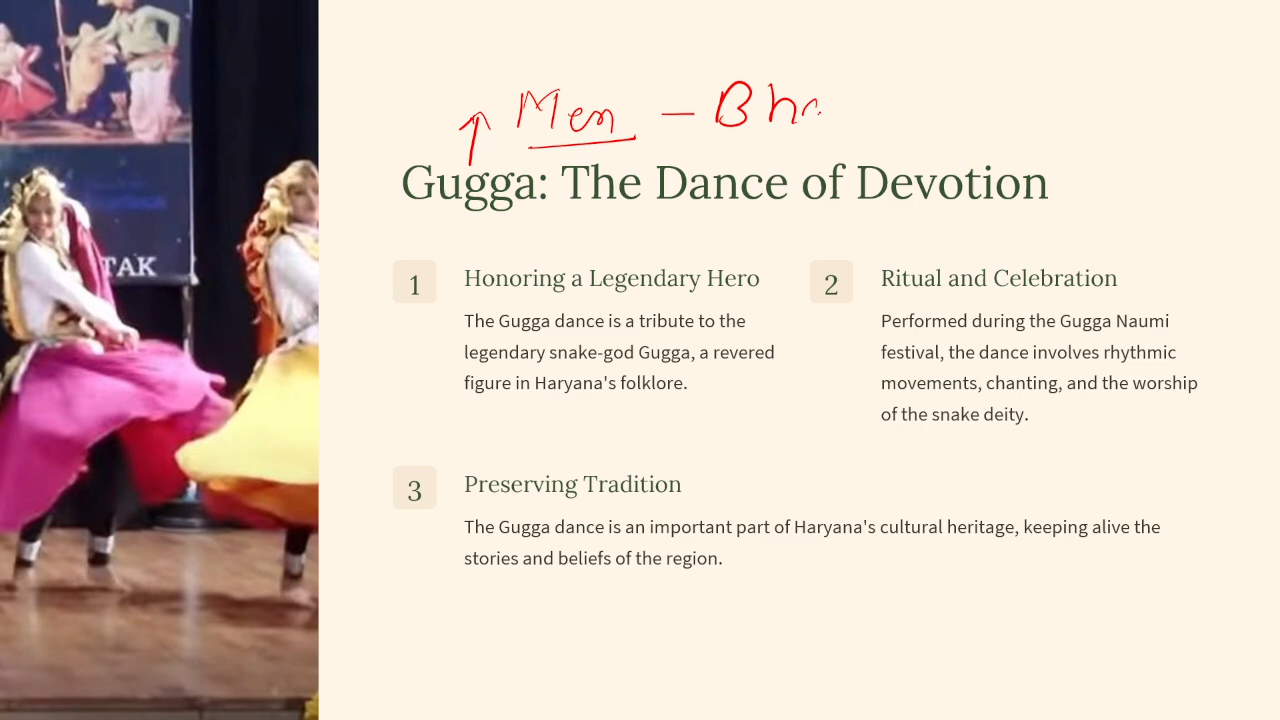 Men - Bh
Gugga: The Dance of Devotion
1
Honoring a Legendary Hero
The Gugga dance is a tribute to the
legendary snake-god Gugga, a revered
figure in Haryana's folklore.
2
Ritual and Celebration
Performed during the Gugga Naumi
festival, the dance involves rhythmic
movements, chanting, and the worship
of the snake deity.
3
Preserving Tradition
The Gugga dance is an important part of Haryana's cultural heritage, keeping alive the
stories and beliefs of the region.
TAK